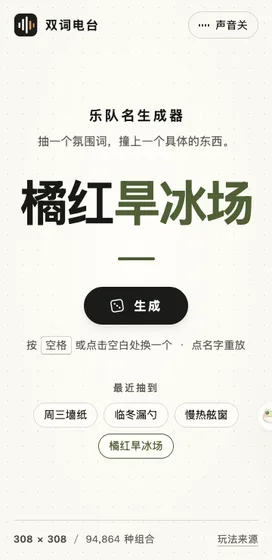 双词电台
声音关
乐队名生成器
抽一个氛围词，撞上一个具体的东西。
橘红旱冰场
生成
按 空格 或点击空白处换一个 · 点名字重放
最近抽到
周三墙纸 临冬漏勺 慢热舷窗
橘红旱冰场
308 × 308 / 94,864 种组合
玩法来源